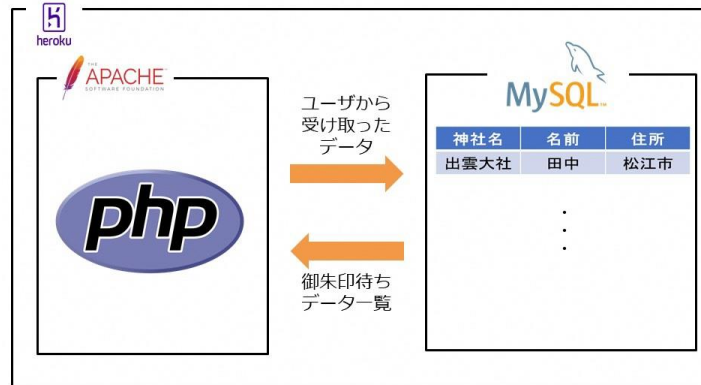 heroku
THE
APACHE
SOFTWARE FOUNDATION
php
ユーザから
受け取った
データ
御朱印待ち
データ一覧
MySQL
神社名 名前 住所
出雲大社 田中 松江市